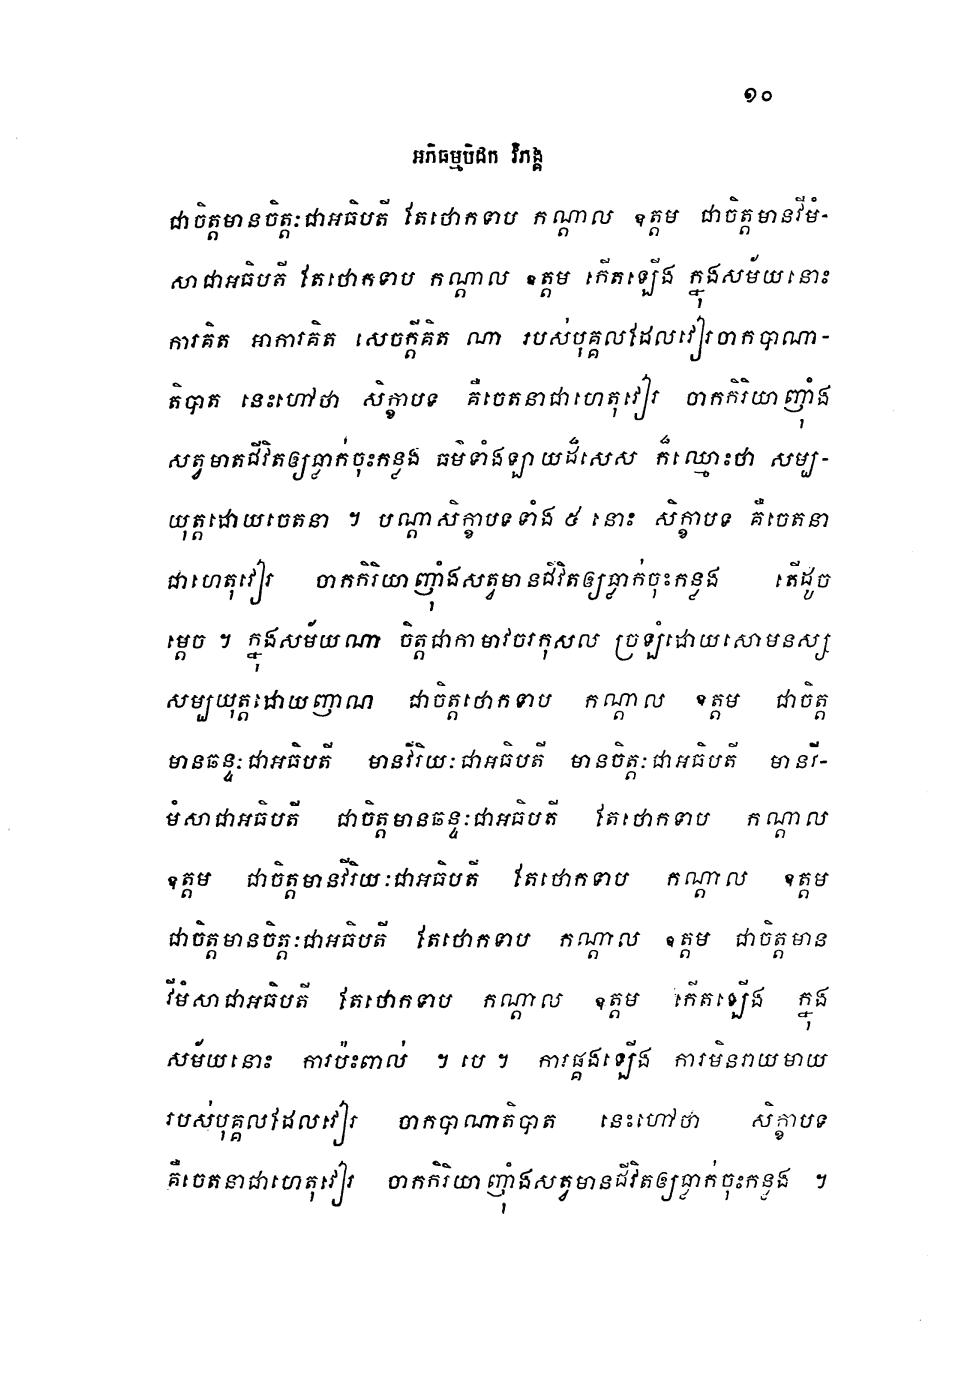 ១០
អភិធម្មបិដក វិភង្គ
ជាចិត្តមានចិត្តៈជាអធិបតី តែថោកទាប កណ្តាល ឧត្តម ជាចិត្តមានវីមំ-
សាជាអធិបតី តែថោកទាប កណ្តាល ឧត្តម កើតឡើង ក្នុងសម័យនោះ
ការគិត អាការគិត សេចក្តីគិត ណា របស់បុគ្គលដែលវៀរចាកបាណា-
តិបាត នេះហៅថា សិក្ខាបទ គឺចេតនាជាហេតុវៀរ ចាកកិរិយាញ៉ាំង
សត្វមានជីវិតឲ្យធ្លាក់ចុះកន្លង ធម៌ទាំងឡាយដ៏សេស ក៏ឈ្មោះថា សម្ប-
យុត្តដោយចេតនា ។ បណ្តាសិក្ខាបទទាំង ៥ នោះ សិក្ខាបទ គឺចេតនា
ជាហេតុវៀរ ចាកកិរិយាញ៉ាំងសត្វមានជីវិតឲ្យធ្លាក់ចុះកន្លង តើដូច
ម្តេច ។ ក្នុងសម័យណា ចិត្តជាកាមាវចរកុសល ច្រឡំដោយសោមនស្ស
សម្បយុត្តដោយញាណ ជាចិត្តថោកទាប កណ្តាល ឧត្តម ជាចិត្ត
មានឆន្ទៈជាអធិបតី មានវីរិយៈជាអធិបតី មានចិត្តៈជាអធិបតី មានវី-
មំសាជាអធិបតី ជាចិត្តមានឆន្ទៈជាអធិបតី តែថោកទាប កណ្តាល
ឧត្តម ជាចិត្តមានវីរិយៈជាអធិបតី តែថោកទាប កណ្តាល ឧត្តម
ជាចិត្តមានចិត្តៈជាអធិបតី តែថោកទាប កណ្តាល ឧត្តម ជាចិត្តមាន
វីមំសាជាអធិបតី តែថោកទាប កណ្តាល ឧត្តម កើតឡើង ក្នុង
សម័យនោះ ការប៉ះពាល់ ។ បេ ។ ការផ្គងឡើង ការមិនរាយមាយ
របស់បុគ្គលដែលវៀរ ចាកបាណាតិបាត នេះហៅថា សិក្ខាបទ
គឺចេតនាជាហេតុវៀរ ចាកកិរិយាញ៉ាំងសត្វមានជីវិតឲ្យធ្លាក់ចុះកន្លង ។